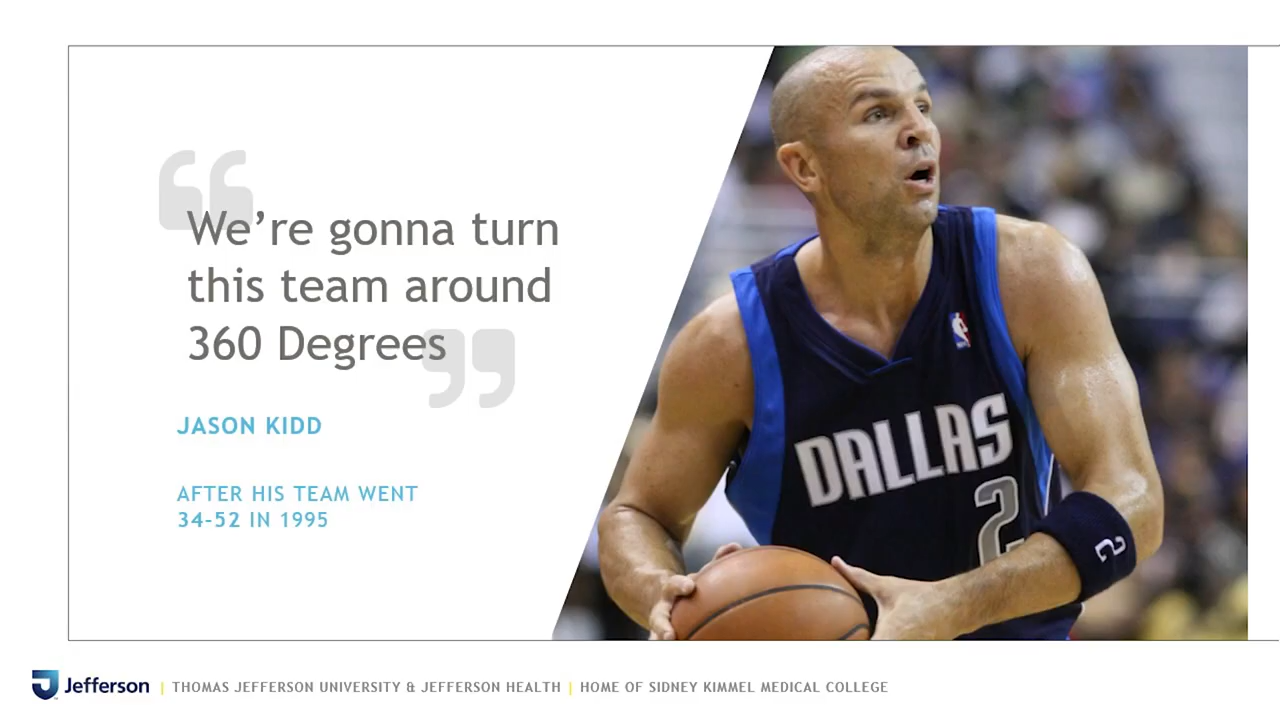 “We’re gonna turn
this team around
360 Degrees”
JASON KIDD
AFTER HIS TEAM WENT
34-52 IN 1995
DALLAS
2
2
Jefferson | THOMAS JEFFERSON UNIVERSITY & JEFFERSON HEALTH | HOME OF SIDNEY KIMMEL MEDICAL COLLEGE